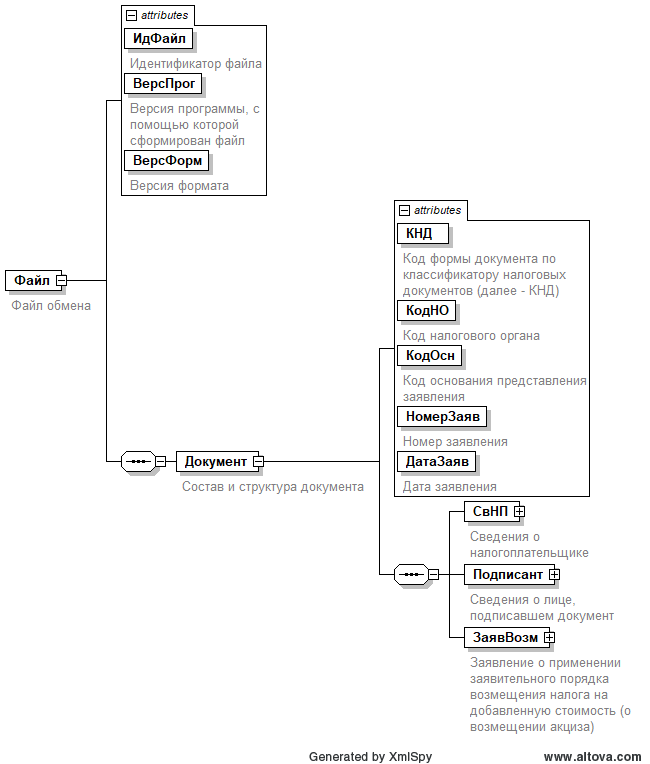 attributes
ИдФайл
Идентификатор файла
ВерсПрог
Версия программы, с
помощью которой
сформирован файл
ВерсФорм
Версия формата
Файл
Файл обмена
attributes
КНД
Код формы документа по
классификатору налоговых
документов (далее - КНД)
КодНО
Код налогового органа
КодОсн
Код основания представления
заявления
НомерЗаяв
Номер заявления
ДатаЗаяв
Дата заявления
Документ
Состав и структура документа
СвНП
Сведения о
налогоплательщике
Подписант
Сведения о лице,
подписавшем документ
ЗаявВозм
Заявление о применении
заявительного порядка
возмещения налога на
добавленную стоимость (о
возмещении акциза)
Generated by XmlSpy
www.altova.com